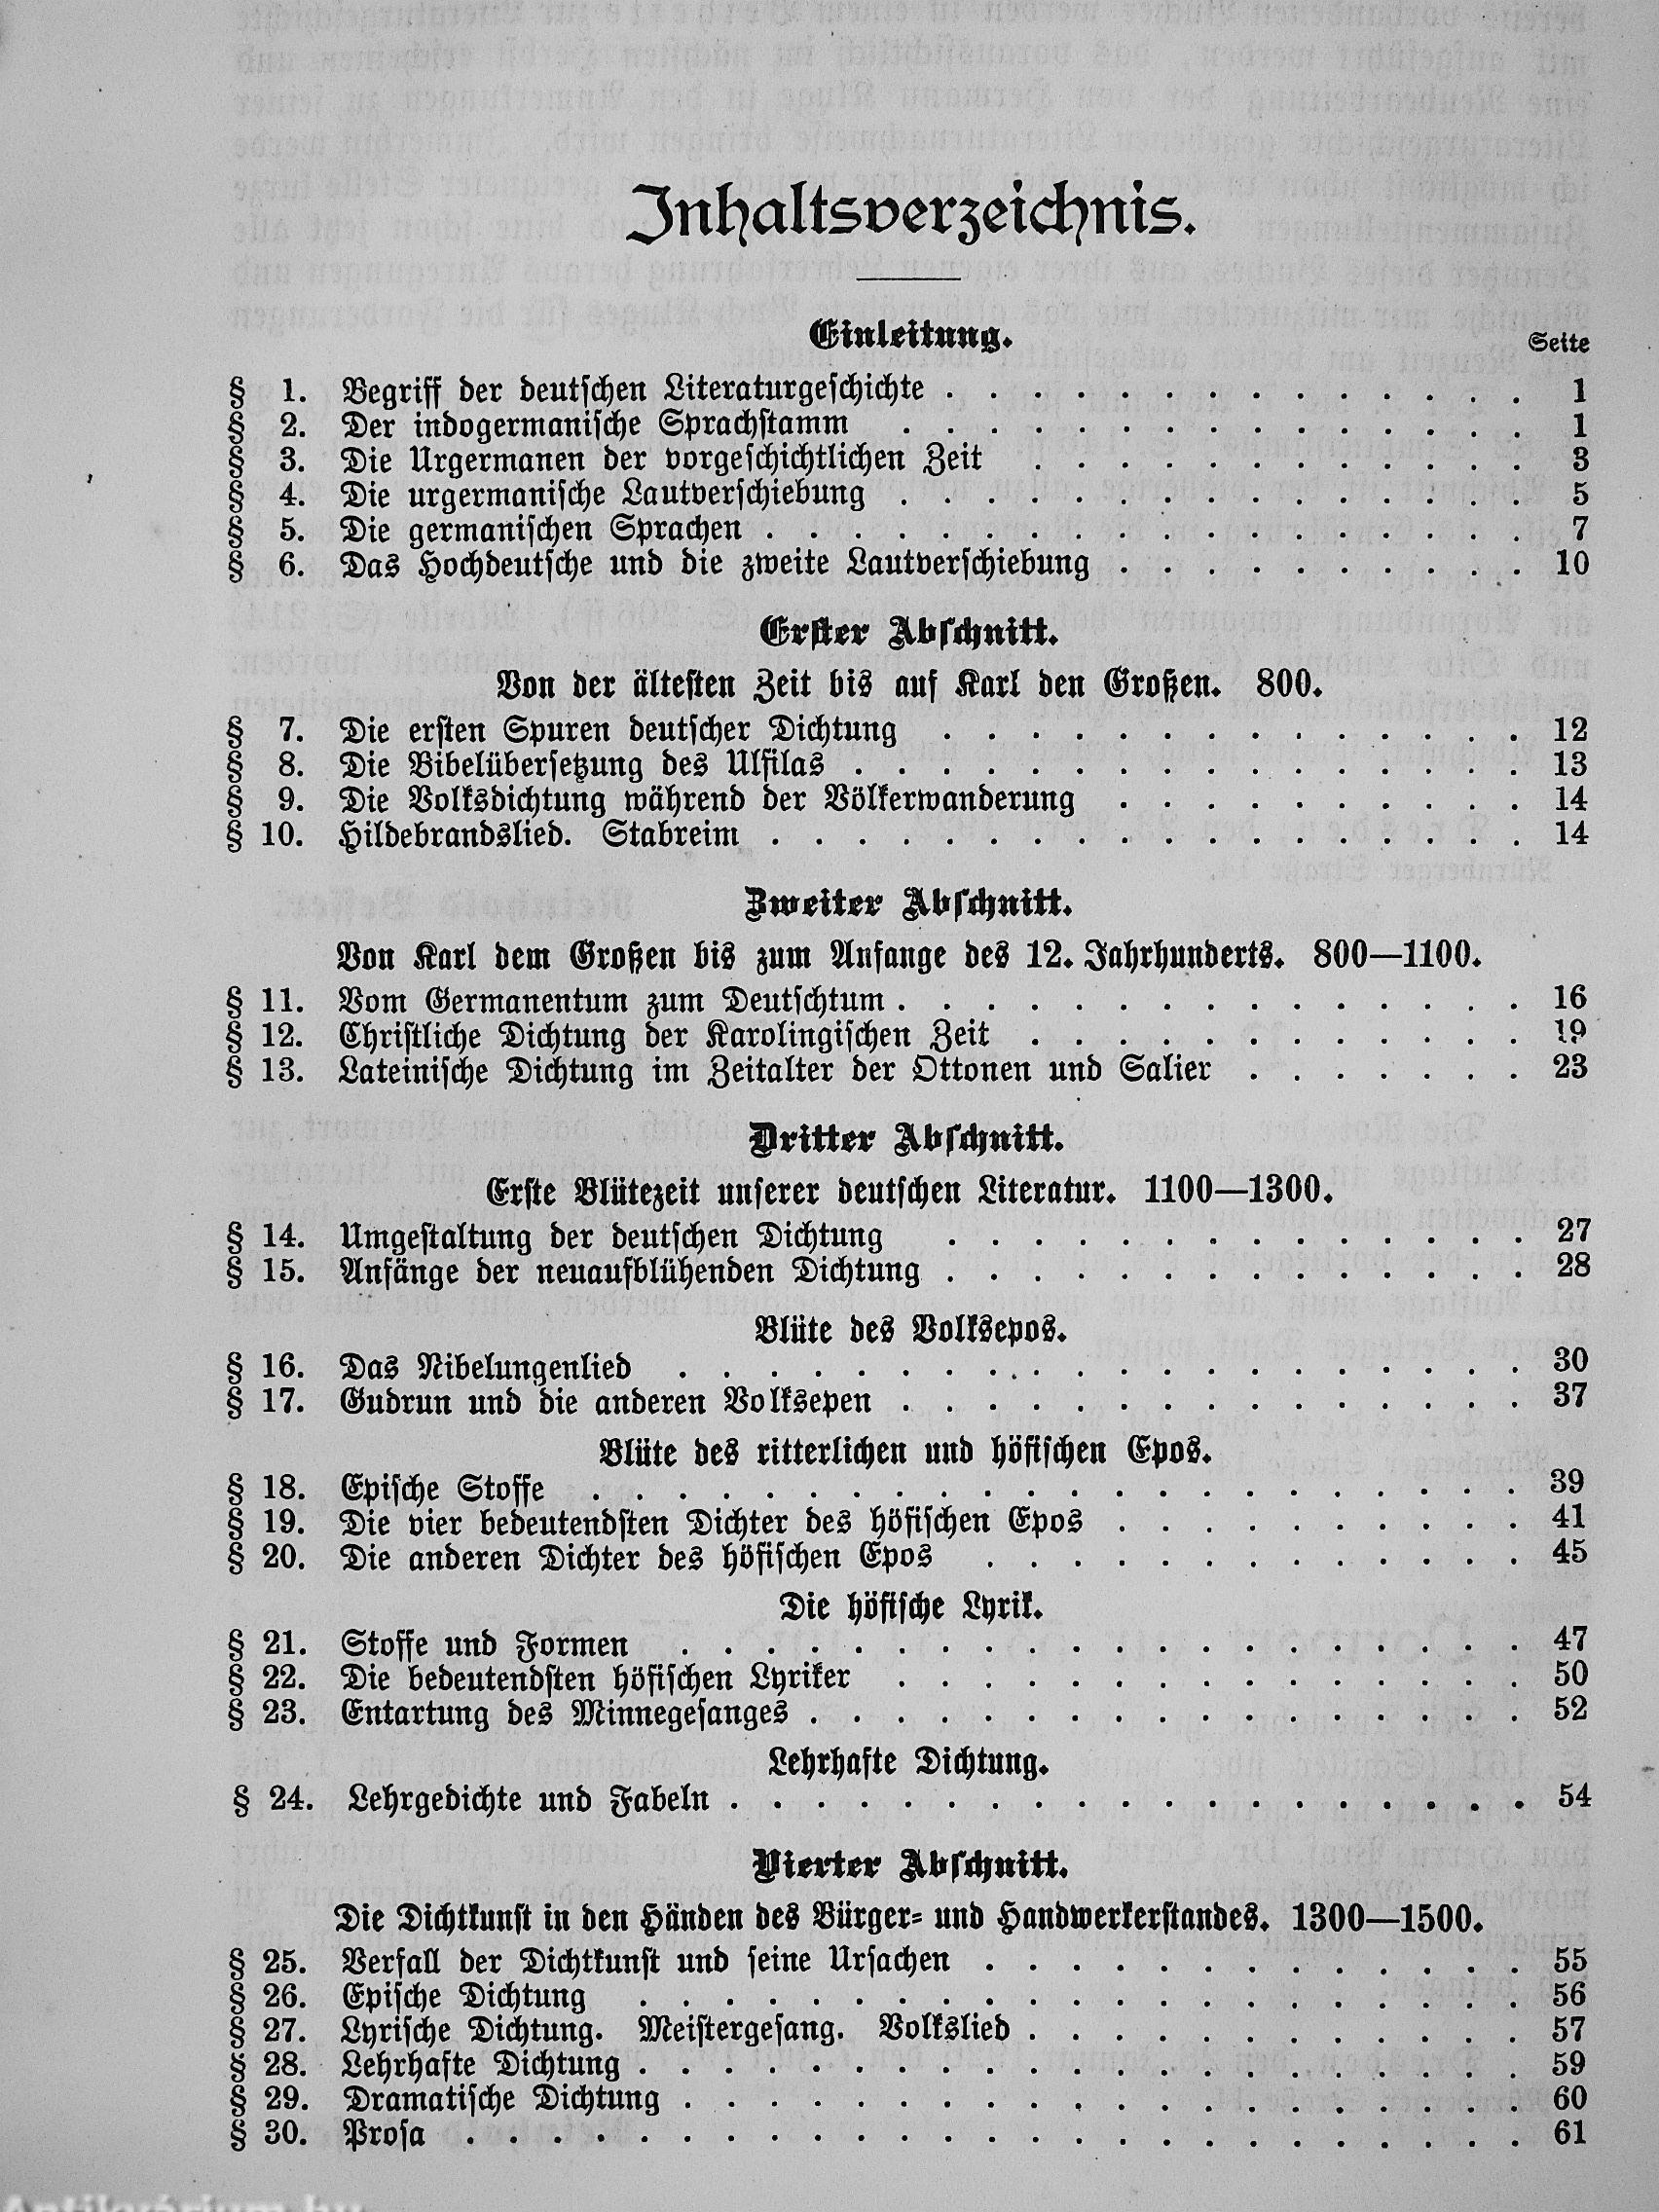 Inhaltsverzeichnis.
Einleitung.
Seite
§ 1. Begriff der deutſchen Literaturgeſchichte . . . . . . . . . . . . . . 1
§ 2. Der indogermaniſche Sprachſtamm . . . . . . . . . . . . . . . 1
§ 3. Die Urgermanen der vorgeſchichtlichen Zeit . . . . . . . . . . . . 3
§ 4. Die urgermaniſche Lautverſchiebung . . . . . . . . . . . . . . . 5
§ 5. Die germaniſchen Sprachen . . . . . . . . . . . . . . . . . . 7
§ 6. Das Hochdeutſche und die zweite Lautverſchiebung . . . . . . . . . . 10
Erſter Abſchnitt.
Von der älteſten Zeit bis auf Karl den Großen. 800.
§ 7. Die erſten Spuren deutſcher Dichtung . . . . . . . . . . . . . . 12
§ 8. Die Bibelüberſetzung des Ulfilas . . . . . . . . . . . . . . . . 13
§ 9. Die Volksdichtung während der Völkerwanderung . . . . . . . . . . 14
§ 10. Hildebrandslied. Stabreim . . . . . . . . . . . . . . . . . . 14
Zweiter Abſchnitt.
Von Karl dem Großen bis zum Anfange des 12. Jahrhunderts. 800—1100.
§ 11. Vom Germanentum zum Deutſchtum . . . . . . . . . . . . . . . 16
§ 12. Chriſtliche Dichtung der Karolingiſchen Zeit . . . . . . . . . . . . 19
§ 13. Lateiniſche Dichtung im Zeitalter der Ottonen und Salier . . . . . . . 23
Dritter Abſchnitt.
Erſte Blütezeit unſerer deutſchen Literatur. 1100—1300.
§ 14. Umgeſtaltung der deutſchen Dichtung . . . . . . . . . . . . . . 27
§ 15. Anfänge der neuaufblühenden Dichtung . . . . . . . . . . . . . . 28
Blüte des Volksepos.
§ 16. Das Nibelungenlied . . . . . . . . . . . . . . . . . . . . 30
§ 17. Gudrun und die anderen Volksepen . . . . . . . . . . . . . . . 37
Blüte des ritterlichen und höfiſchen Epos.
§ 18. Epiſche Stoffe . . . . . . . . . . . . . . . . . . . . . . 39
§ 19. Die vier bedeutendſten Dichter des höfiſchen Epos . . . . . . . . . . 41
§ 20. Die anderen Dichter des höfiſchen Epos . . . . . . . . . . . . . 45
Die höfiſche Lyrik.
§ 21. Stoffe und Formen . . . . . . . . . . . . . . . . . . . . 47
§ 22. Die bedeutendſten höfiſchen Lyriker . . . . . . . . . . . . . . . 50
§ 23. Entartung des Minnegeſanges . . . . . . . . . . . . . . . . . 52
Lehrhafte Dichtung.
§ 24. Lehrgedichte und Fabeln . . . . . . . . . . . . . . . . . . . 54
Vierter Abſchnitt.
Die Dichtkunſt in den Händen des Bürger- und Handwerkerſtandes. 1300—1500.
§ 25. Verfall der Dichtkunſt und ſeine Urſachen . . . . . . . . . . . . . 55
§ 26. Epiſche Dichtung . . . . . . . . . . . . . . . . . . . . . 56
§ 27. Lyriſche Dichtung. Meiſtergeſang. Volkslied . . . . . . . . . . . . 57
§ 28. Lehrhafte Dichtung . . . . . . . . . . . . . . . . . . . . . 59
§ 29. Dramatiſche Dichtung . . . . . . . . . . . . . . . . . . . . 60
§ 30. Proſa . . . . . . . . . . . . . . . . . . . . . . . . . 61